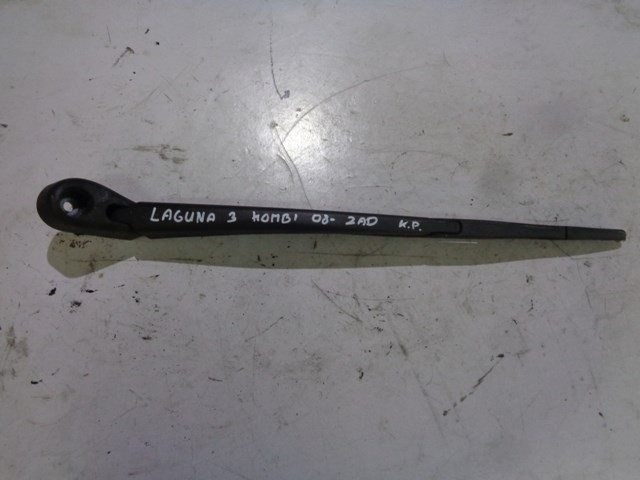 LAGUNA 3 KOMBI 08- ZAD K.P.